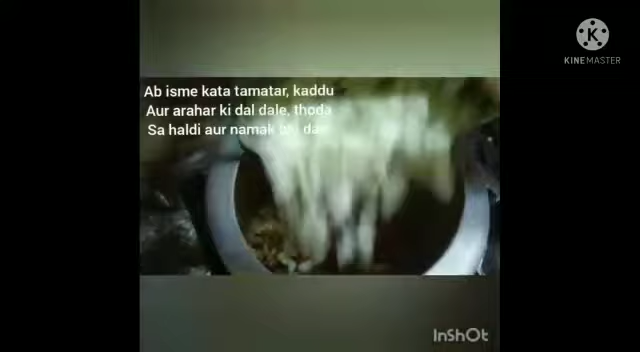 Ab isme kata tamatar, kaddu
Aur arahar ki dal dale, thoda
Sa haldi aur namak
K
KINEMASTER
InShOt